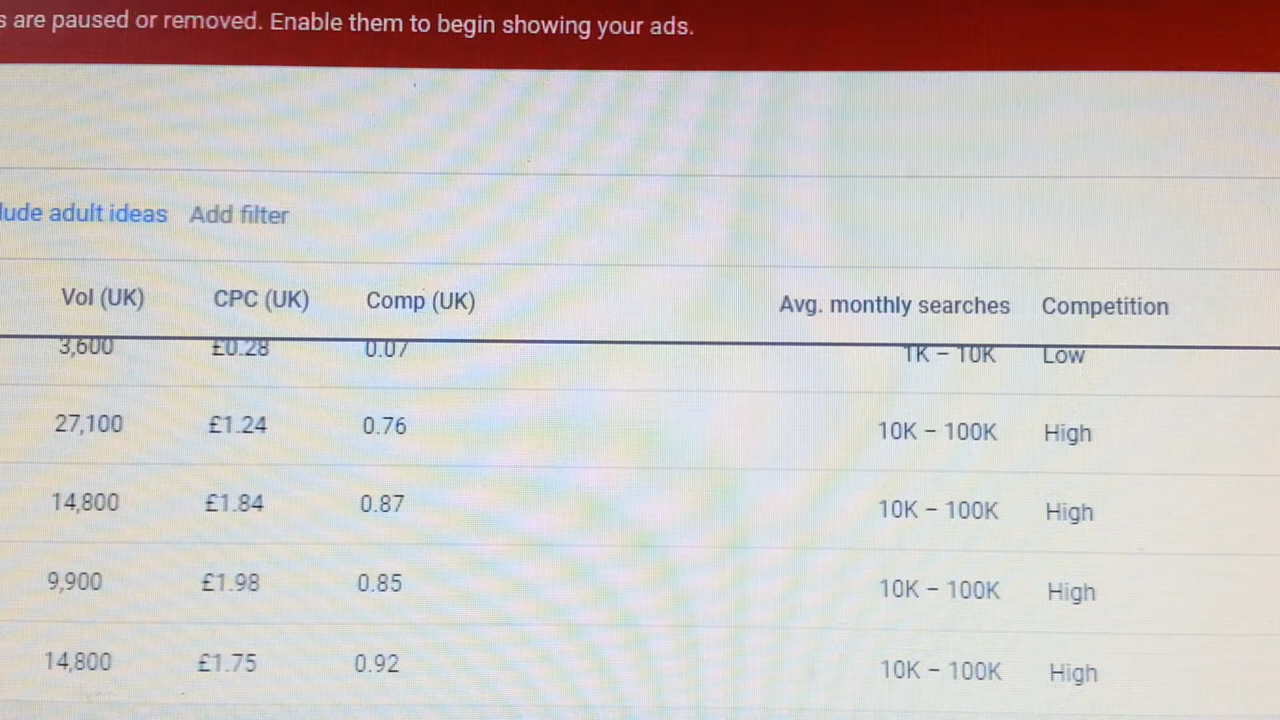 s are paused or removed. Enable them to begin showing your ads.
lude adult ideas Add filter
Vol (UK) CPC (UK) Comp (UK) Avg. monthly searches Competition
3,600 £0.28 0.07 1K – 10K Low
27,100 £1.24 0.76 10K – 100K High
14,800 £1.84 0.87 10K – 100K High
9,900 £1.98 0.85 10K – 100K High
14,800 £1.75 0.92 10K – 100K High